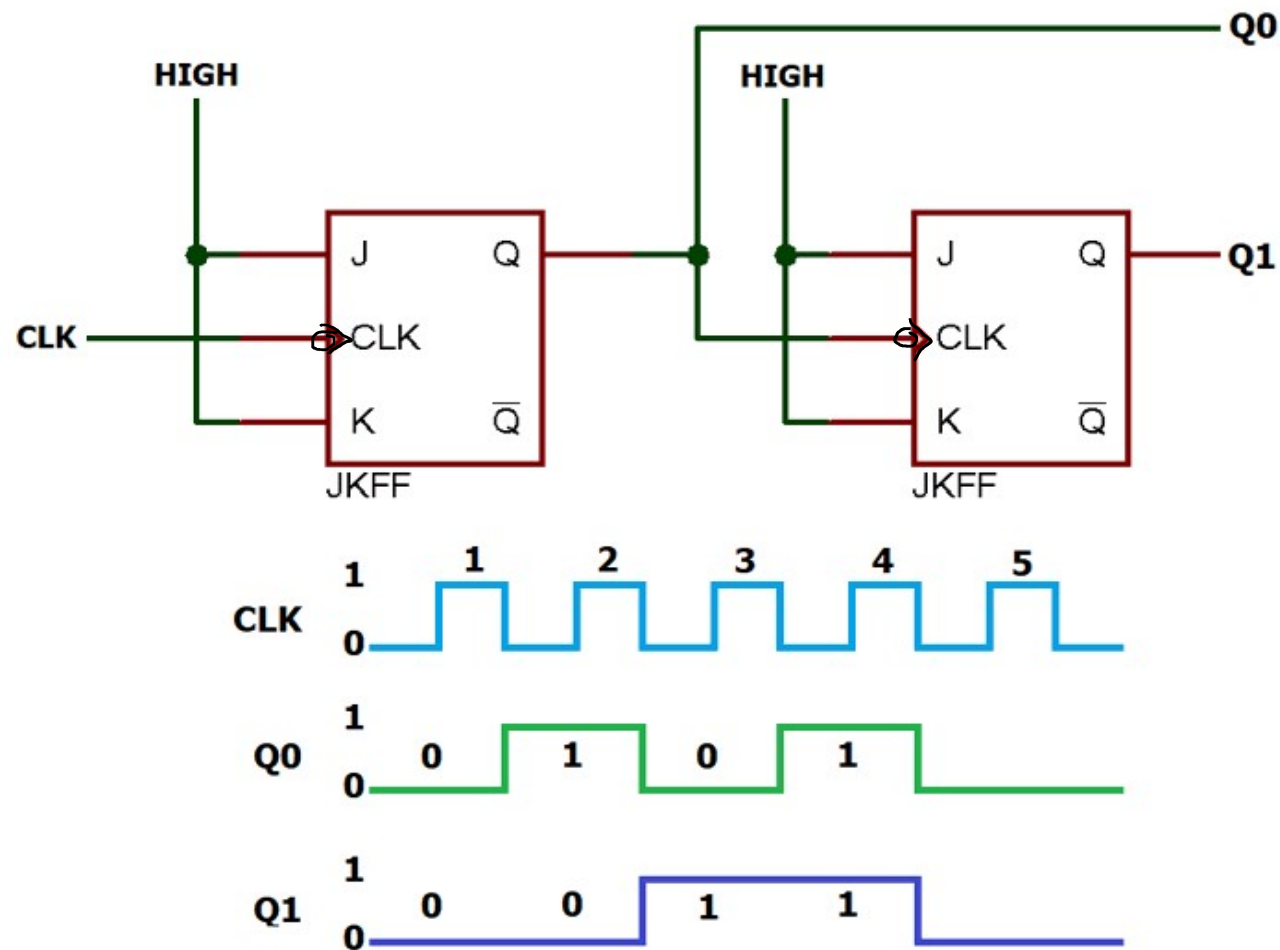 Q0
HIGH HIGH
J Q J Q Q1
CLK CLK CLK
K Q̅ K Q̅
JKFF JKFF
1 2 3 4 5
1
CLK
0
1
Q0 0 1 0 1
0
1
Q1 0 0 1 1
0